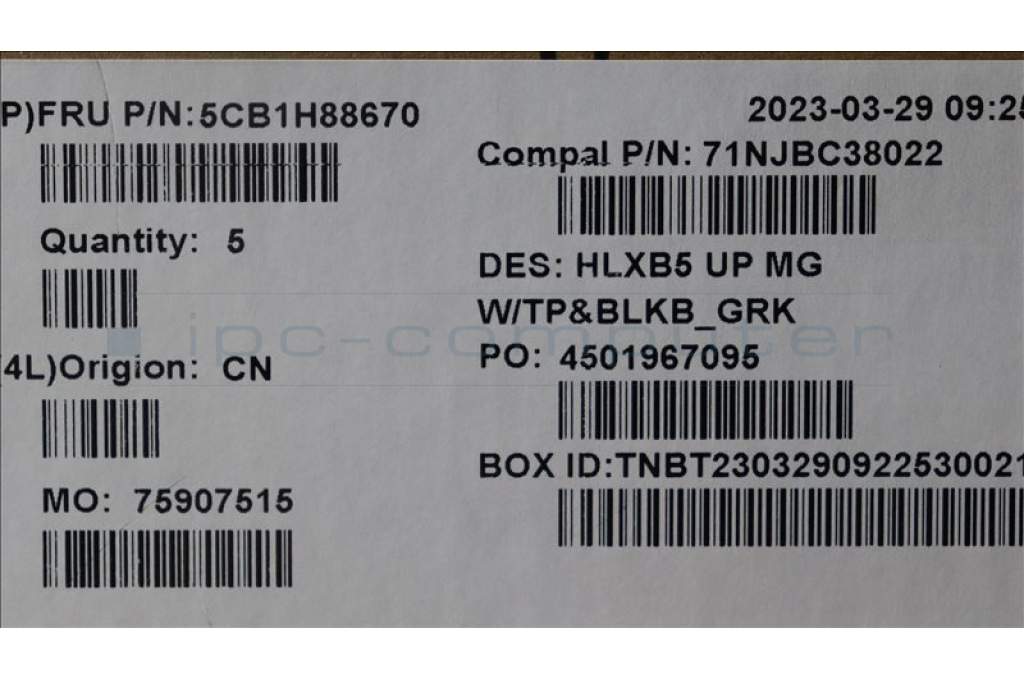 P)FRU P/N:5CB1H88670
2023-03-29 09:25
Compal P/N: 71NJBC38022
Quantity: 5
DES: HLXB5 UP MG
W/TP&BLKB_GRK
ipc-computer
(4L)Origion: CN
PO: 4501967095
BOX ID:TNBT2303290922530021
MO: 75907515